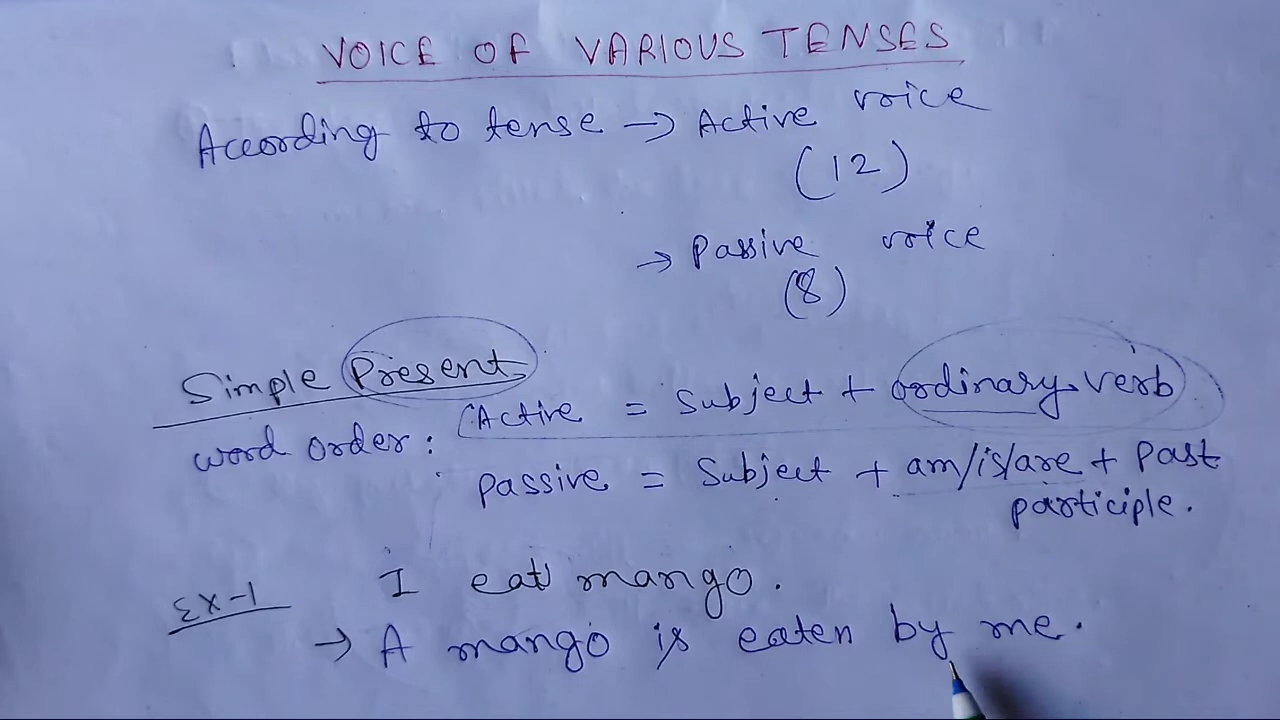 VOICE OF VARIOUS TENSES
According to tense → Active voice
(12)
→ Passive voice
(8)
Simple Present
word order: Active = Subject + ordinary verb
Passive = Subject + am/is/are + Past
participle.
Ex-1 I eat mango.
→ A mango is eaten by me.